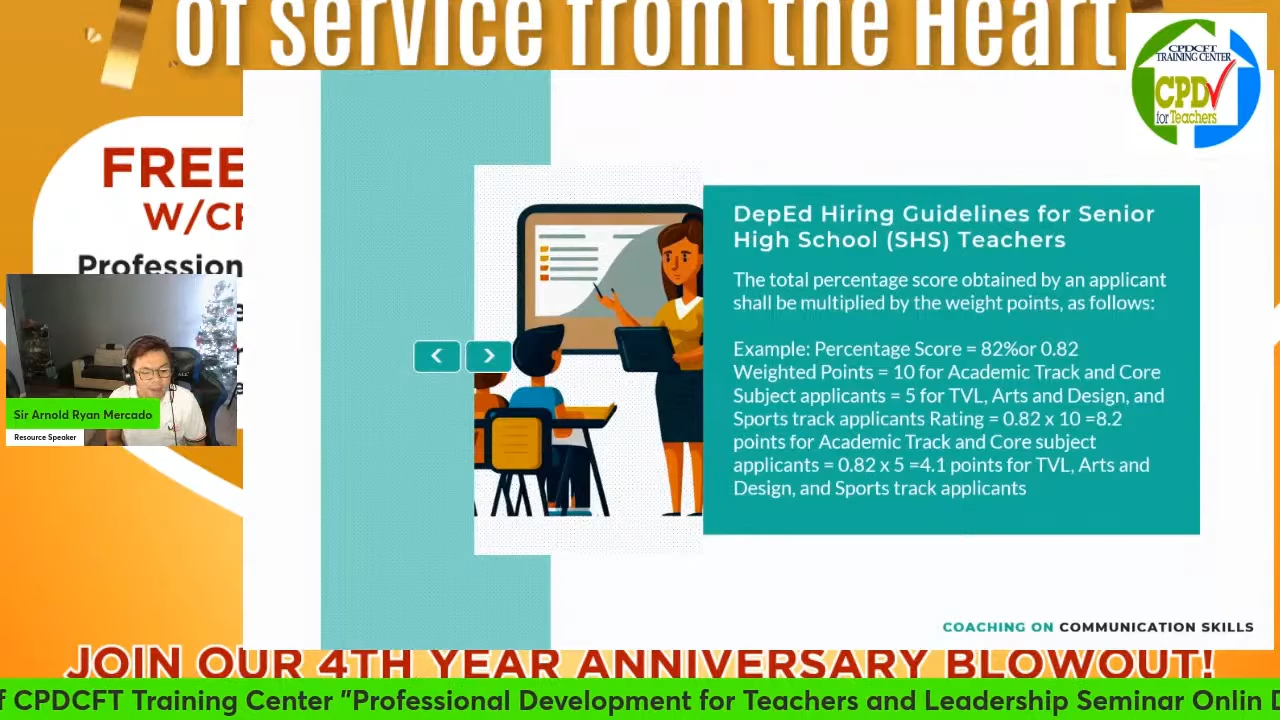 of service from the Heart
CPDCFT
TRAINING CENTER
CPD
for Teachers
FREE
W/CP
Profession
DepEd Hiring Guidelines for Senior
High School (SHS) Teachers
The total percentage score obtained by an applicant
shall be multiplied by the weight points, as follows:
Example: Percentage Score = 82%or 0.82
Weighted Points = 10 for Academic Track and Core
Subject applicants = 5 for TVL, Arts and Design, and
Sports track applicants Rating = 0.82 x 10 =8.2
points for Academic Track and Core subject
applicants = 0.82 x 5 =4.1 points for TVL, Arts and
Design, and Sports track applicants
Sir Arnold Ryan Mercado
Resource Speaker
COACHING ON COMMUNICATION SKILLS
JOIN OUR 4TH YEAR ANNIVERSARY BLOWOUT!
f CPDCFT Training Center "Professional Development for Teachers and Leadership Seminar Onlin D